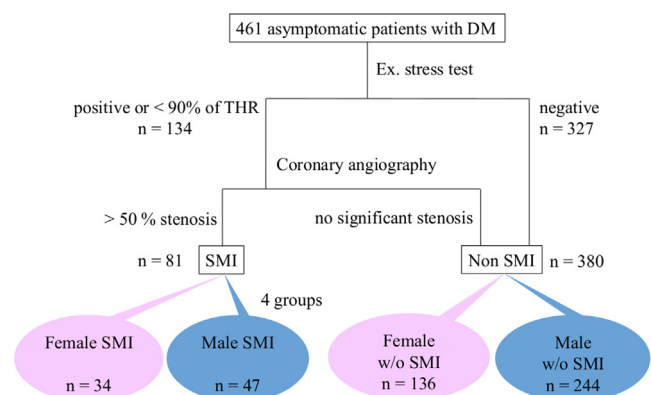 461 asymptomatic patients with DM
Ex. stress test
positive or < 90% of THR
n = 134
negative
n = 327
Coronary angiography
> 50 % stenosis
no significant stenosis
n = 81
SMI
Non SMI
n = 380
4 groups
Female SMI
n = 34
Male SMI
n = 47
Female
w/o SMI
n = 136
Male
w/o SMI
n = 244